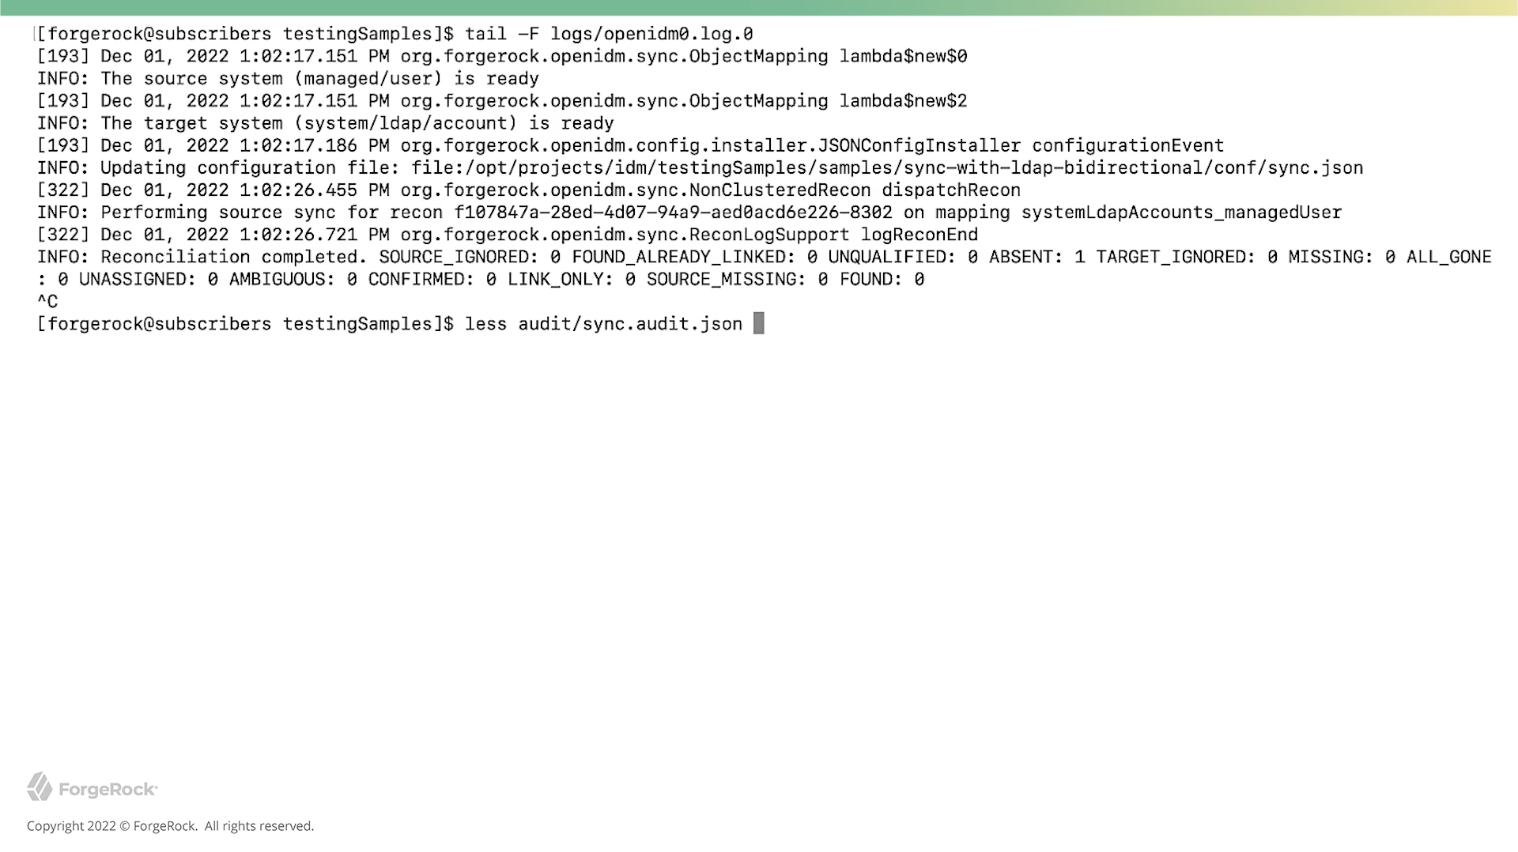 [forgerock@subscribers testingSamples]$ tail -F logs/openidm0.log.0
[193] Dec 01, 2022 1:02:17.151 PM org.forgerock.openidm.sync.ObjectMapping lambda$new$0
INFO: The source system (managed/user) is ready
[193] Dec 01, 2022 1:02:17.151 PM org.forgerock.openidm.sync.ObjectMapping lambda$new$2
INFO: The target system (system/ldap/account) is ready
[193] Dec 01, 2022 1:02:17.186 PM org.forgerock.openidm.config.installer.JSONConfigInstaller configurationEvent
INFO: Updating configuration file: file:/opt/projects/idm/testingSamples/samples/sync-with-ldap-bidirectional/conf/sync.json
[322] Dec 01, 2022 1:02:26.455 PM org.forgerock.openidm.sync.NonClusteredRecon dispatchRecon
INFO: Performing source sync for recon f107847a-28ed-4d07-94a9-aed0acd6e226-8302 on mapping systemLdapAccounts_managedUser
[322] Dec 01, 2022 1:02:26.721 PM org.forgerock.openidm.sync.ReconLogSupport logReconEnd
INFO: Reconciliation completed. SOURCE_IGNORED: 0 FOUND_ALREADY_LINKED: 0 UNQUALIFIED: 0 ABSENT: 1 TARGET_IGNORED: 0 MISSING: 0 ALL_GONE
: 0 UNASSIGNED: 0 AMBIGUOUS: 0 CONFIRMED: 0 LINK_ONLY: 0 SOURCE_MISSING: 0 FOUND: 0
^C
[forgerock@subscribers testingSamples]$ less audit/sync.audit.json
ForgeRock
Copyright 2022 © ForgeRock. All rights reserved.